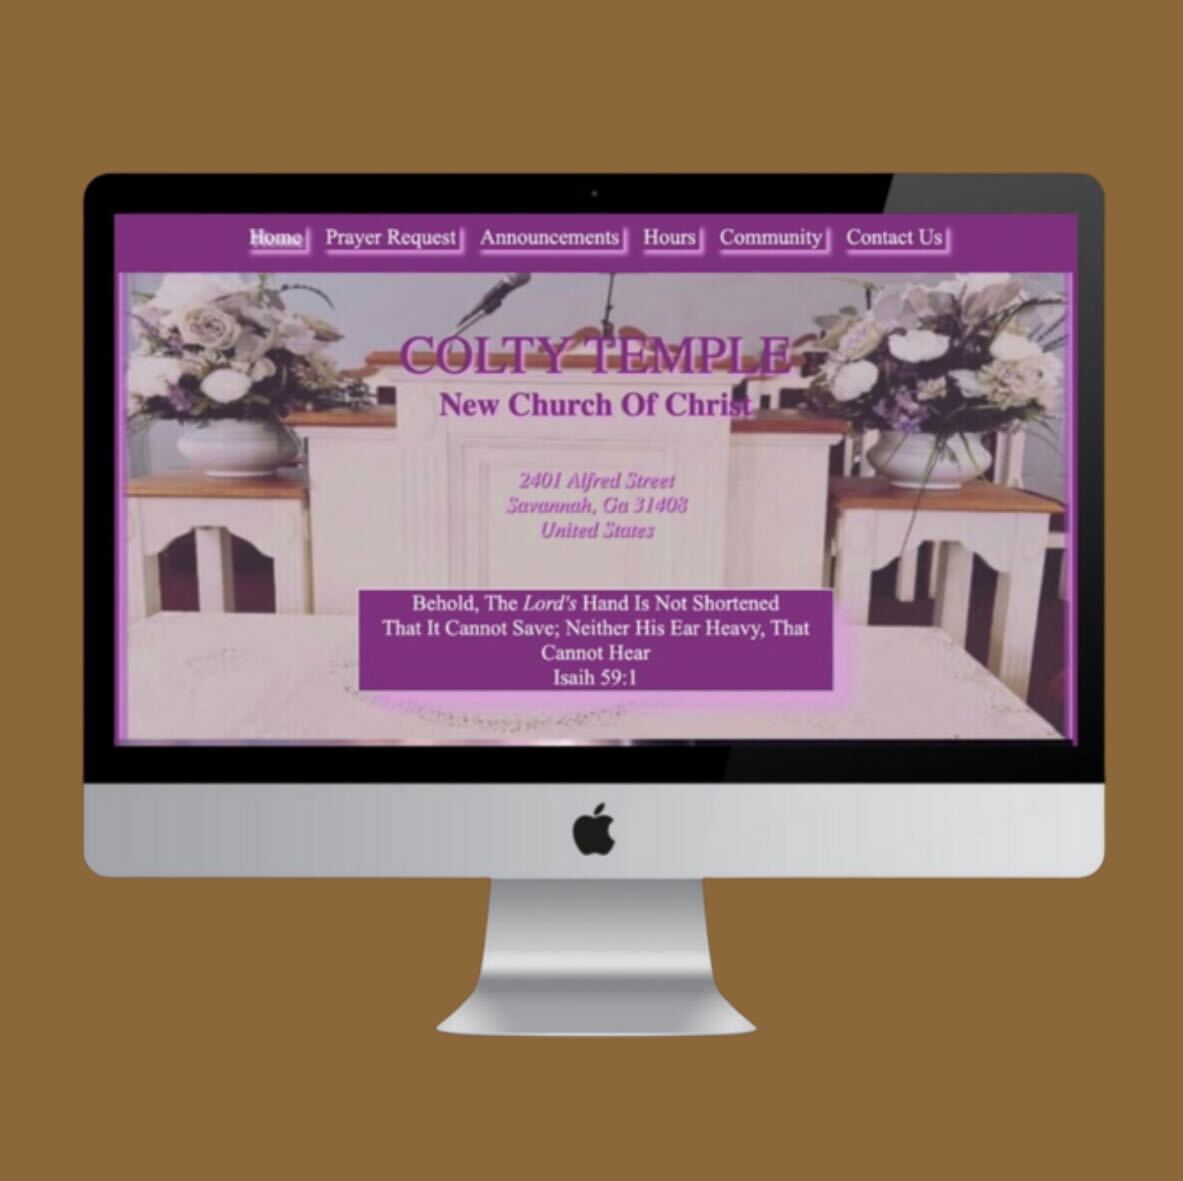 Home Prayer Request Announcements Hours Community Contact Us
COLTY TEMPLE
New Church Of Christ
2401 Alfred Street
Savannah, Ga 31408
United States
Behold, The Lord's Hand Is Not Shortened
That It Cannot Save; Neither His Ear Heavy, That
Cannot Hear
Isaih 59:1